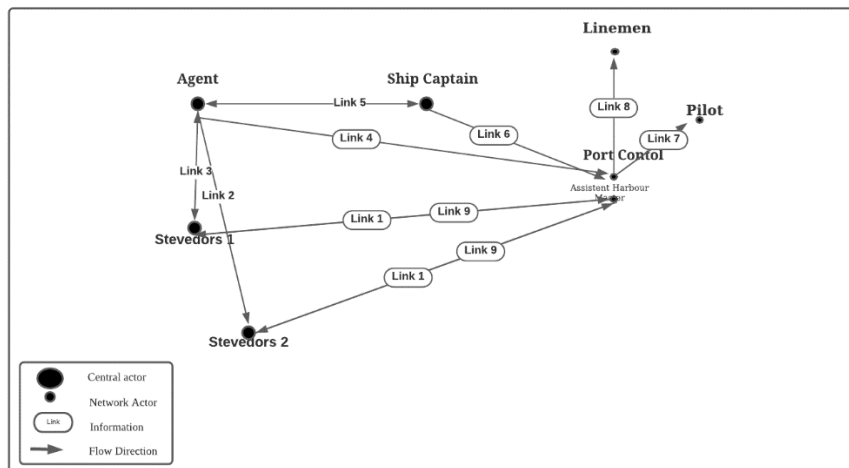 Linemen
Agent
Ship Captain
Link 5
Link 8
Pilot
Link 6
Link 4
Link 7
Port Contol
Link 3
Assistent Harbour
Master
Link 2
Link 1
Link 9
Stevedors 1
Link 9
Link 1
Stevedors 2
Central actor
Network Actor
Link
Information
Flow Direction